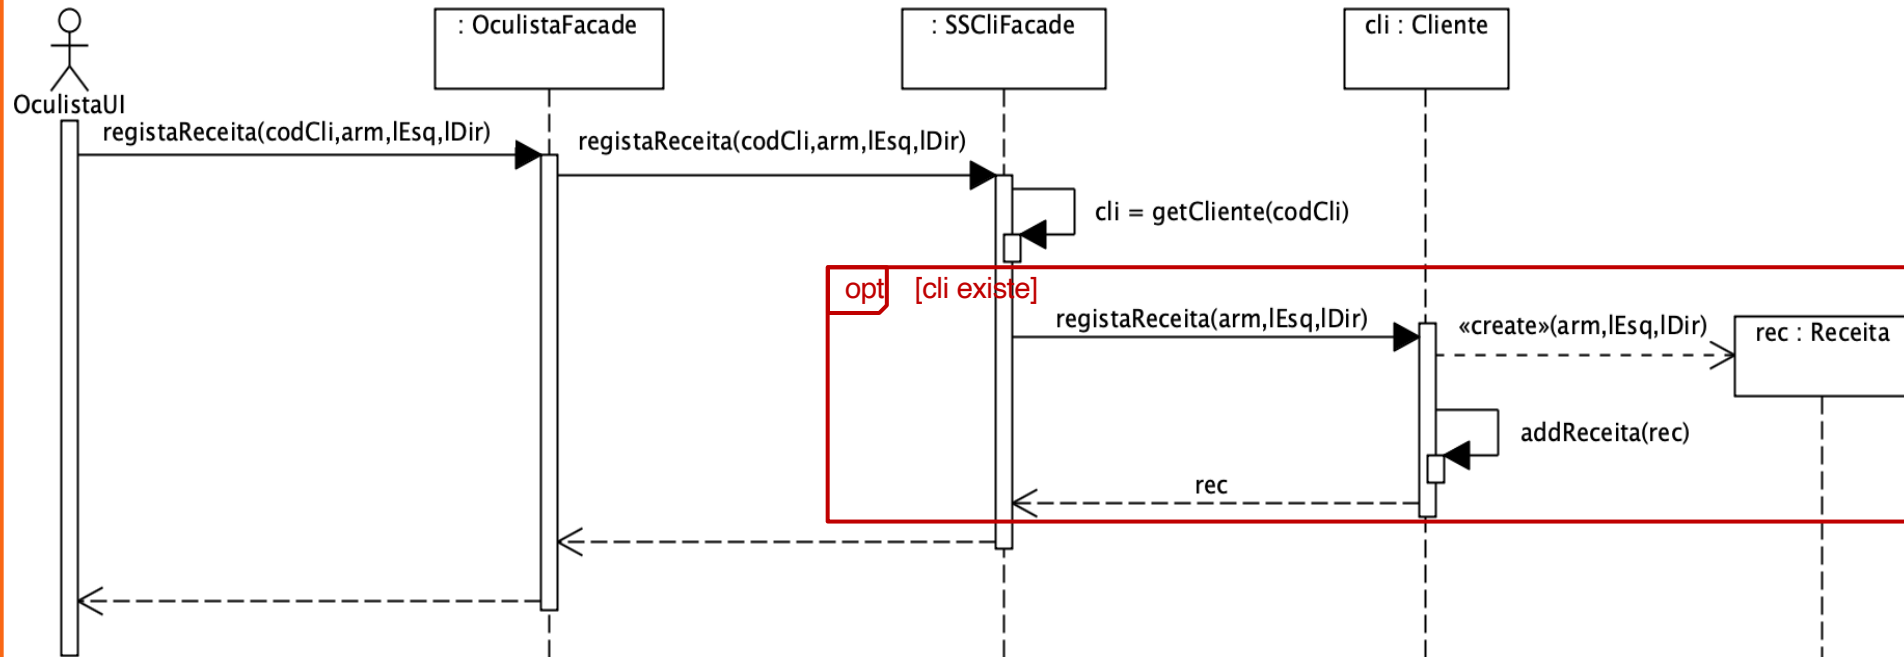 : OculistaFacade
: SSCliFacade
cli : Cliente
OculistaUI
registaReceita(codCli,arm,lEsq,lDir)
registaReceita(codCli,arm,lEsq,lDir)
cli = getCliente(codCli)
opt [cli existe]
registaReceita(arm,lEsq,lDir)
«create»(arm,lEsq,lDir)
rec : Receita
addReceita(rec)
rec